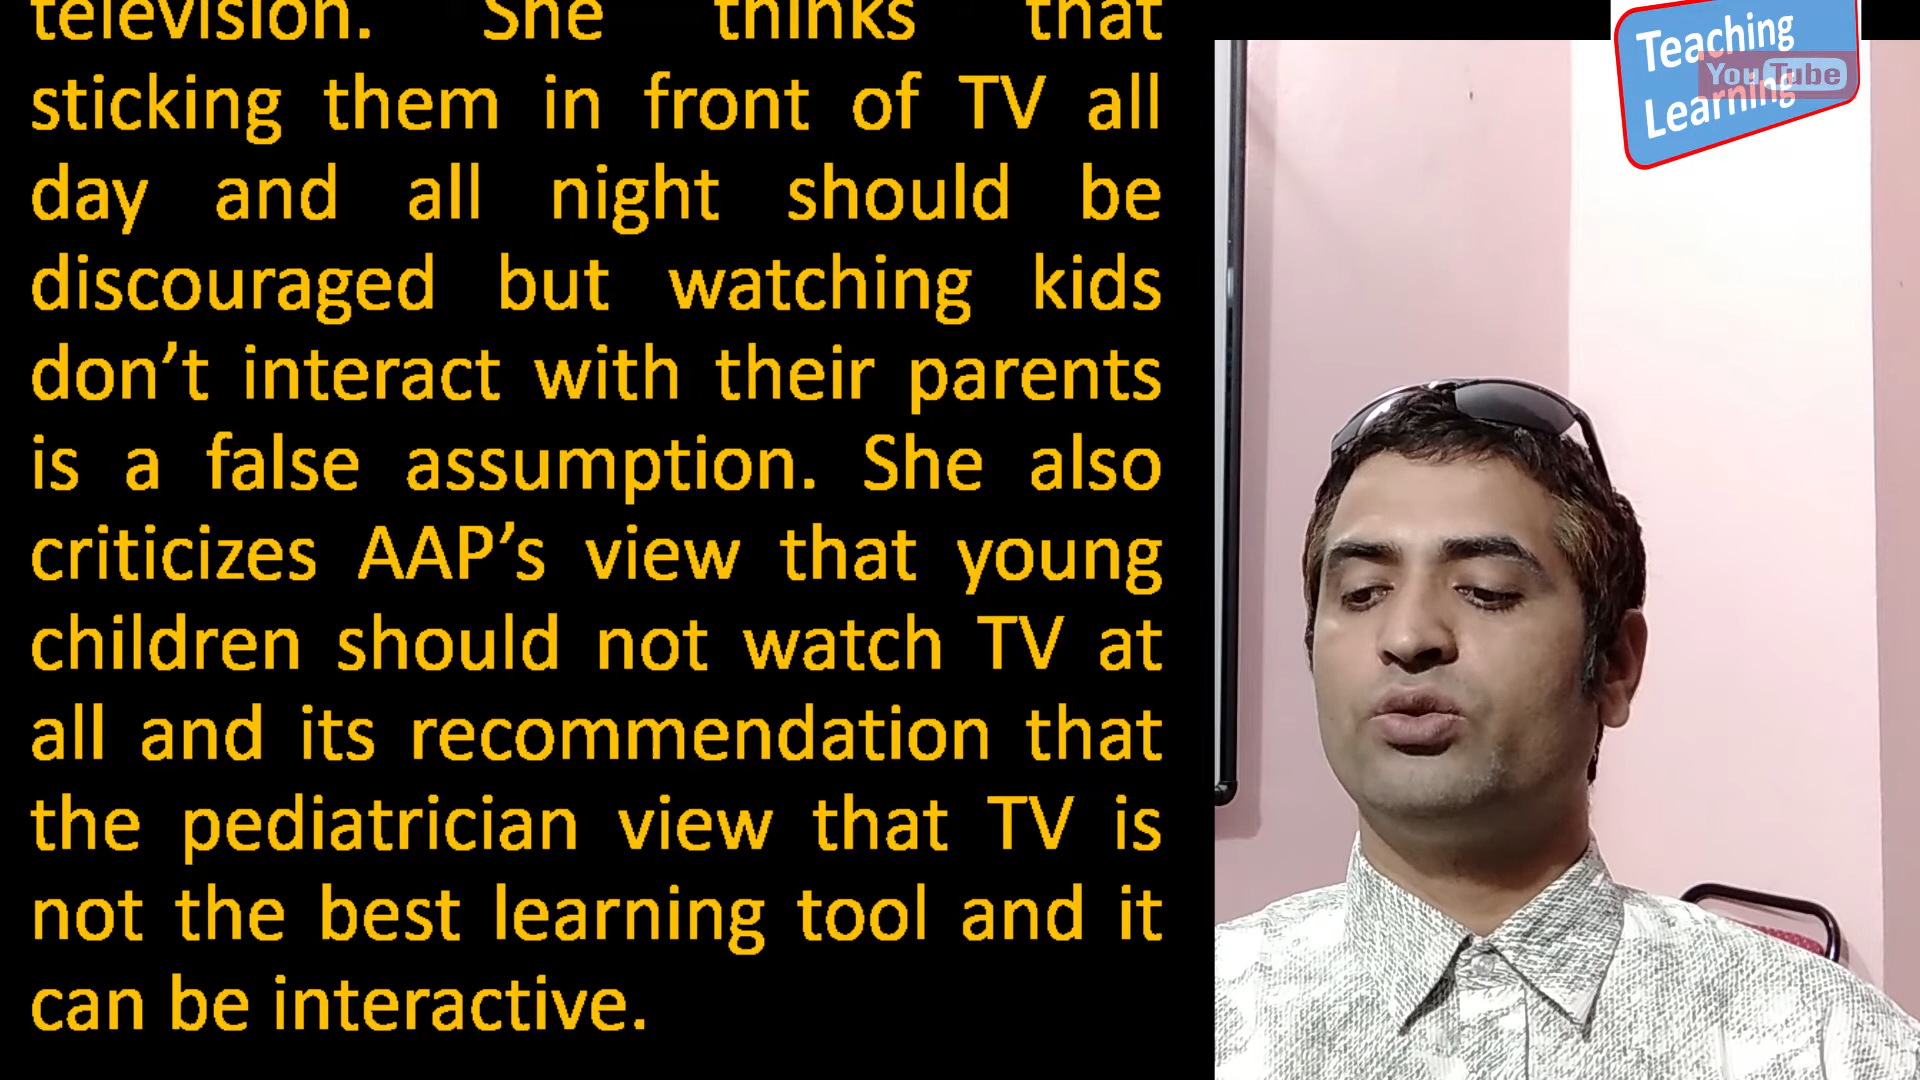 television. She thinks that
sticking them in front of TV all
day and all night should be
discouraged but watching kids
don’t interact with their parents
is a false assumption. She also
criticizes AAP’s view that young
children should not watch TV at
all and its recommendation that
the pediatrician view that TV is
not the best learning tool and it
can be interactive.
Teaching
YouTube
Learning